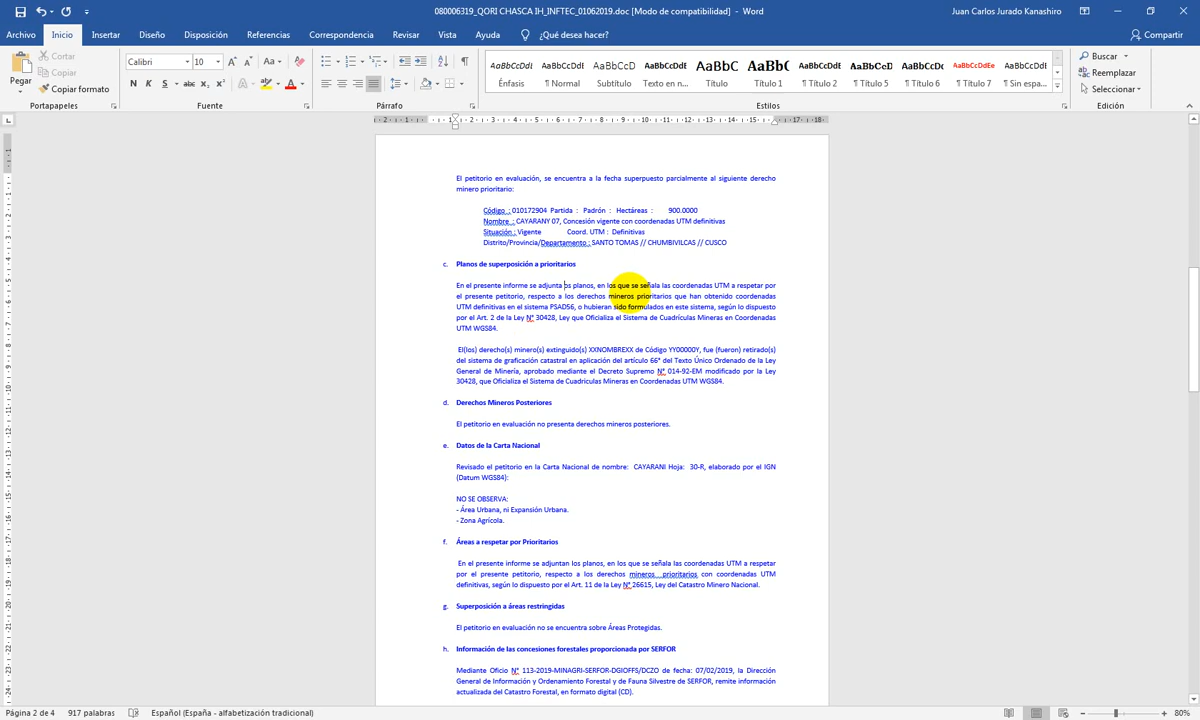 080006319_QORI CHASCA IH_INFTEC_01062019.doc [Modo de compatibilidad] - Word
Juan Carlos Jurado Kanashiro
Archivo Inicio Insertar Diseño Disposición Referencias Correspondencia Revisar Vista Ayuda ¿Qué desea hacer? Compartir
Pegar
Cortar
Copiar
Copiar formato
Portapapeles
Calibri 10
N K S abc x₂ x²
Fuente
Párrafo
AaBbCcDdI AaBbCcDdI AaBbCcD AaBbCcDdI AaBbC AaBbC AaBbCcDdI AaBbCcD AaBbCcDc AaBbCcDdEe AaBbCcDdI
Énfasis ¶ Normal Subtítulo Texto en n... Título Título 1 ¶ Título 2 ¶ Título 5 ¶ Título 6 ¶ Título 7 ¶ Sin espa...
Estilos
Buscar
Reemplazar
Seleccionar
Edición
El petitorio en evaluación, se encuentra a la fecha superpuesto parcialmente al siguiente derecho
minero prioritario:
Código : 010172904 Partida : Padrón : Hectáreas : 900.0000
Nombre : CAYARANY 07, Concesión vigente con coordenadas UTM definitivas
Situación : Vigente Coord. UTM : Definitivas
Distrito/Provincia/Departamento : SANTO TOMAS // CHUMBIVILCAS // CUSCO
c. Planos de superposición a prioritarios
En el presente informe se adjunta os planos, en los que se señala las coordenadas UTM a respetar por
el presente petitorio, respecto a los derechos mineros prioritarios que han obtenido coordenadas
UTM definitivas en el sistema PSAD56, o hubieran sido formulados en este sistema, según lo dispuesto
por el Art. 2 de la Ley N° 30428, Ley que Oficializa el Sistema de Cuadrículas Mineras en Coordenadas
UTM WGS84.
El(los) derecho(s) minero(s) extinguido(s) XXNOMBREXX de Código YY00000Y, fue (fueron) retirado(s)
del sistema de graficación catastral en aplicación del artículo 66° del Texto Único Ordenado de la Ley
General de Minería, aprobado mediante el Decreto Supremo N° 014-92-EM modificado por la Ley
30428, que Oficializa el Sistema de Cuadriculas Mineras en Coordenadas UTM WGS84.
d. Derechos Mineros Posteriores
El petitorio en evaluación no presenta derechos mineros posteriores.
e. Datos de la Carta Nacional
Revisado el petitorio en la Carta Nacional de nombre: CAYARANI Hoja: 30-R, elaborado por el IGN
(Datum WGS84):
NO SE OBSERVA:
- Área Urbana, ni Expansión Urbana.
- Zona Agrícola.
f. Áreas a respetar por Prioritarios
En el presente informe se adjuntan los planos, en los que se señala las coordenadas UTM a respetar
por el presente petitorio, respecto a los derechos mineros prioritarios con coordenadas UTM
definitivas, según lo dispuesto por el Art. 11 de la Ley N° 26615, Ley del Catastro Minero Nacional.
g. Superposición a áreas restringidas
El petitorio en evaluación no se encuentra sobre Áreas Protegidas.
h. Información de las concesiones forestales proporcionada por SERFOR
Mediante Oficio N° 113-2019-MINAGRI-SERFOR-DGIOFFS/DCZO de fecha: 07/02/2019, la Dirección
General de Información y Ordenamiento Forestal y de Fauna Silvestre de SERFOR, remite información
actualizada del Catastro Forestal, en formato digital (CD).
Página 2 de 4 917 palabras Español (España - alfabetización tradicional) 80%